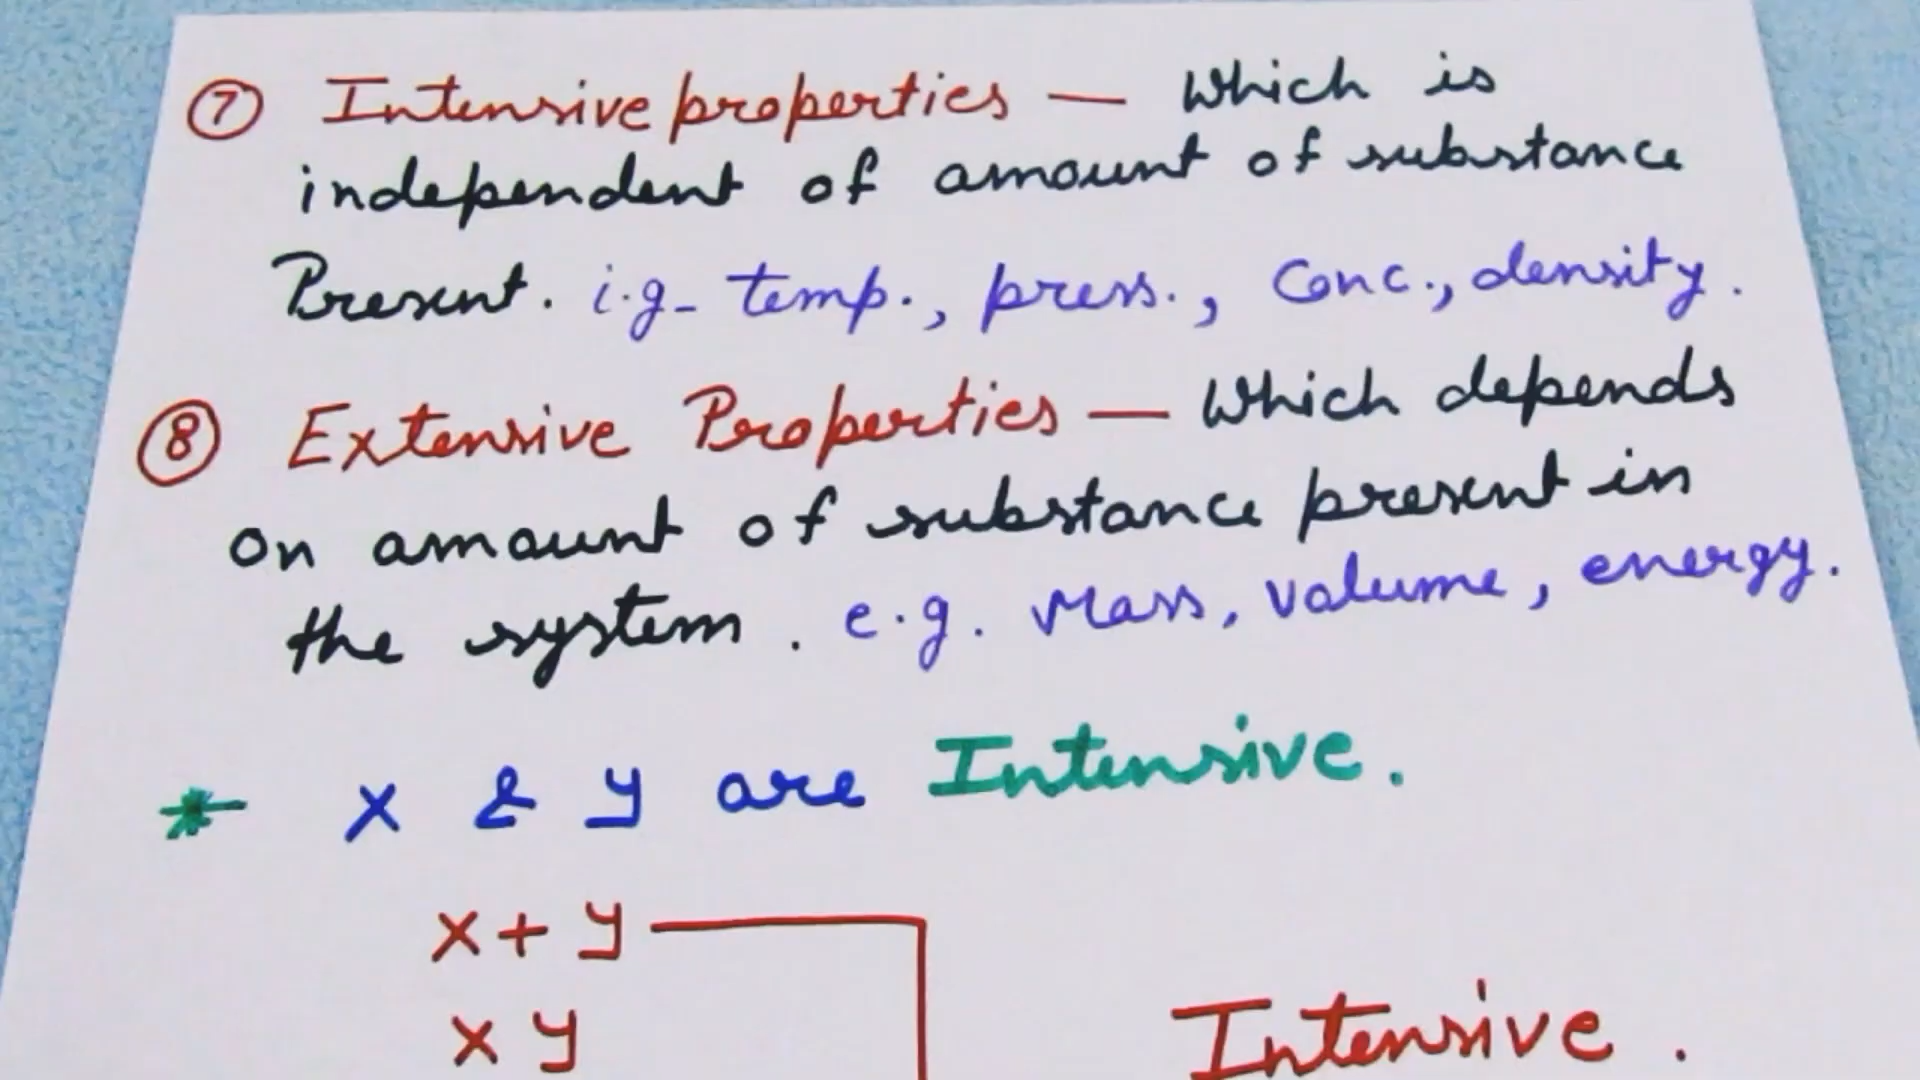 ⑦ Intensive properties — Which is
independent of amount of substance
Present. i.g- temp., press., Conc., density.
⑧ Extensive Properties — Which depends
on amount of substance present in
the system. e.g. Mass, volume, energy.
* x & y are Intensive.
x + y
x y
Intensive.